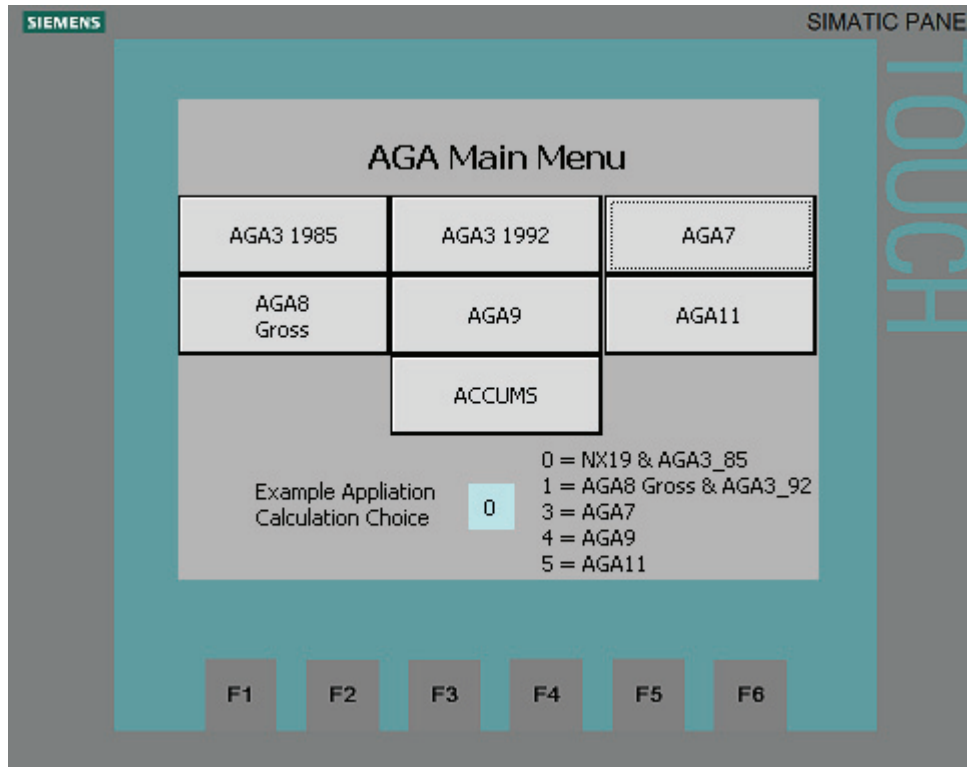 SIEMENS
SIMATIC PANE
TOUCH
AGA Main Menu
AGA3 1985
AGA3 1992
AGA7
AGA8
Gross
AGA9
AGA11
ACCUMS
Example Appliation
Calculation Choice
0
0 = NX19 & AGA3_85
1 = AGA8 Gross & AGA3_92
3 = AGA7
4 = AGA9
5 = AGA11
F1
F2
F3
F4
F5
F6